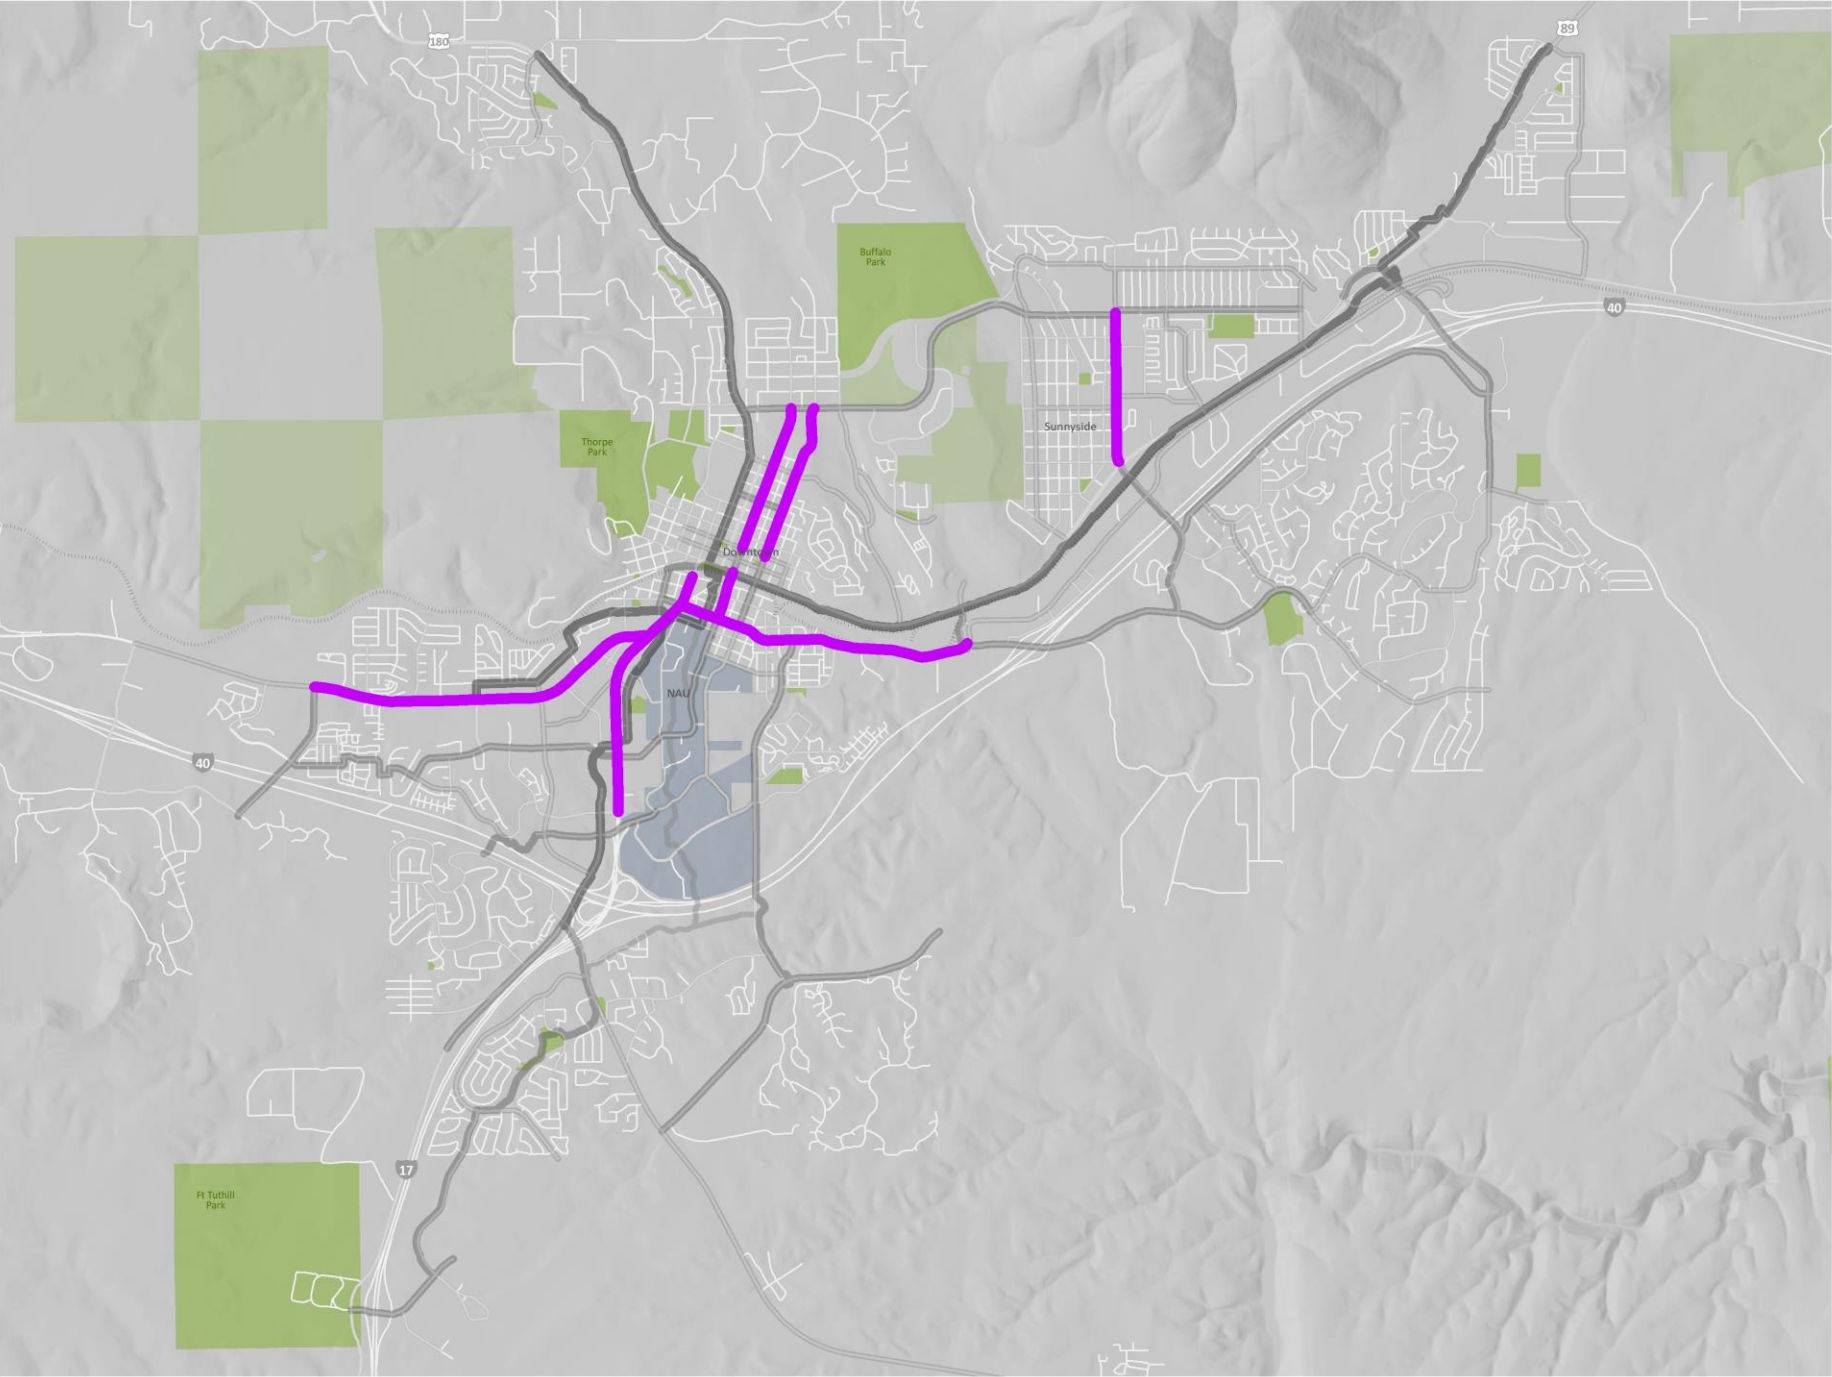 89
180
Buffalo
Park
40
Sunnyside
Thorpe
Park
Downtown
NAU
40
17
Ft Tuthill
Park